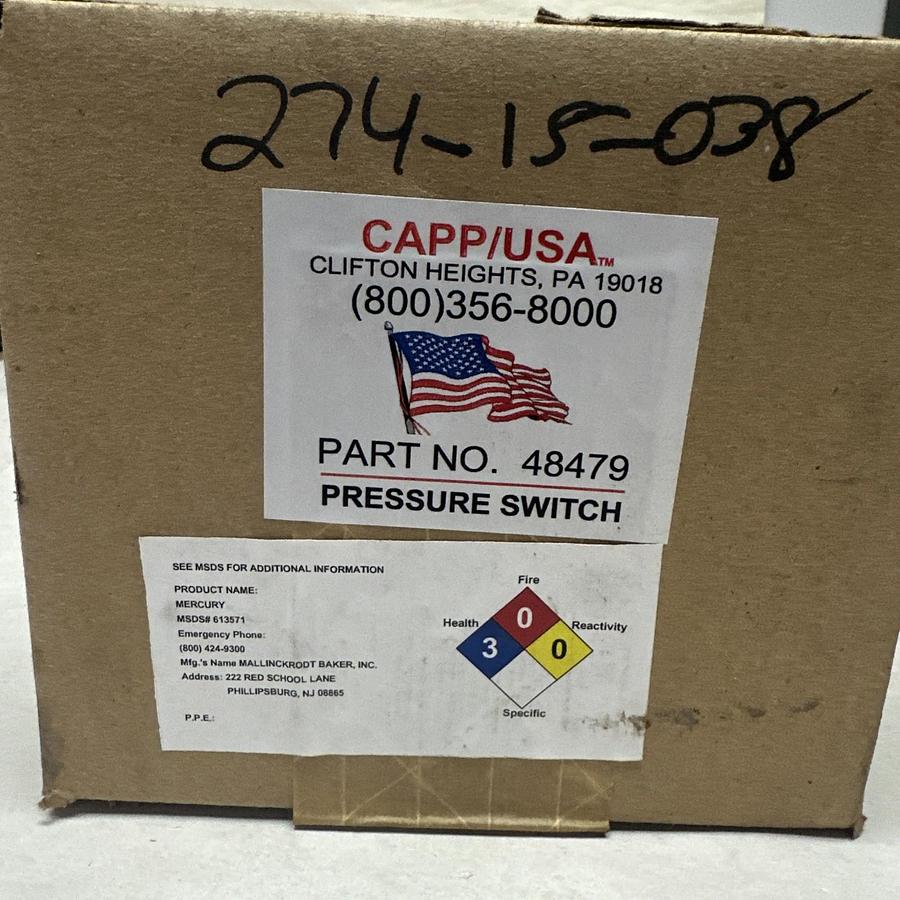 274-15-038
CAPP/USA™
CLIFTON HEIGHTS, PA 19018
(800)356-8000
PART NO. 48479
PRESSURE SWITCH
SEE MSDS FOR ADDITIONAL INFORMATION
PRODUCT NAME:
MERCURY
MSDS# 613571
Emergency Phone:
(800) 424-9300
Mfg.'s Name MALLINCKRODT BAKER, INC.
Address: 222 RED SCHOOL LANE
PHILLIPSBURG, NJ 08865
P.P.E.:
Fire
Health
Reactivity
0
3
0
Specific